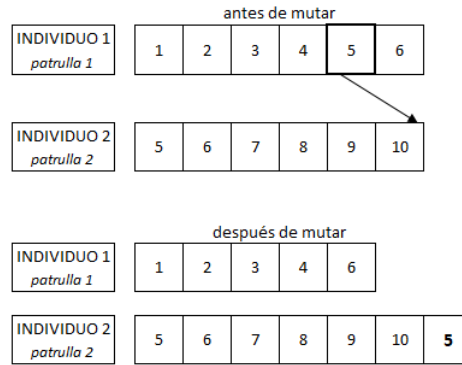 antes de mutar
INDIVIDUO 1
patrulla 1
1 2 3 4 5 6
INDIVIDUO 2
patrulla 2
5 6 7 8 9 10
después de mutar
INDIVIDUO 1
patrulla 1
1 2 3 4 6
INDIVIDUO 2
patrulla 2
5 6 7 8 9 10 5